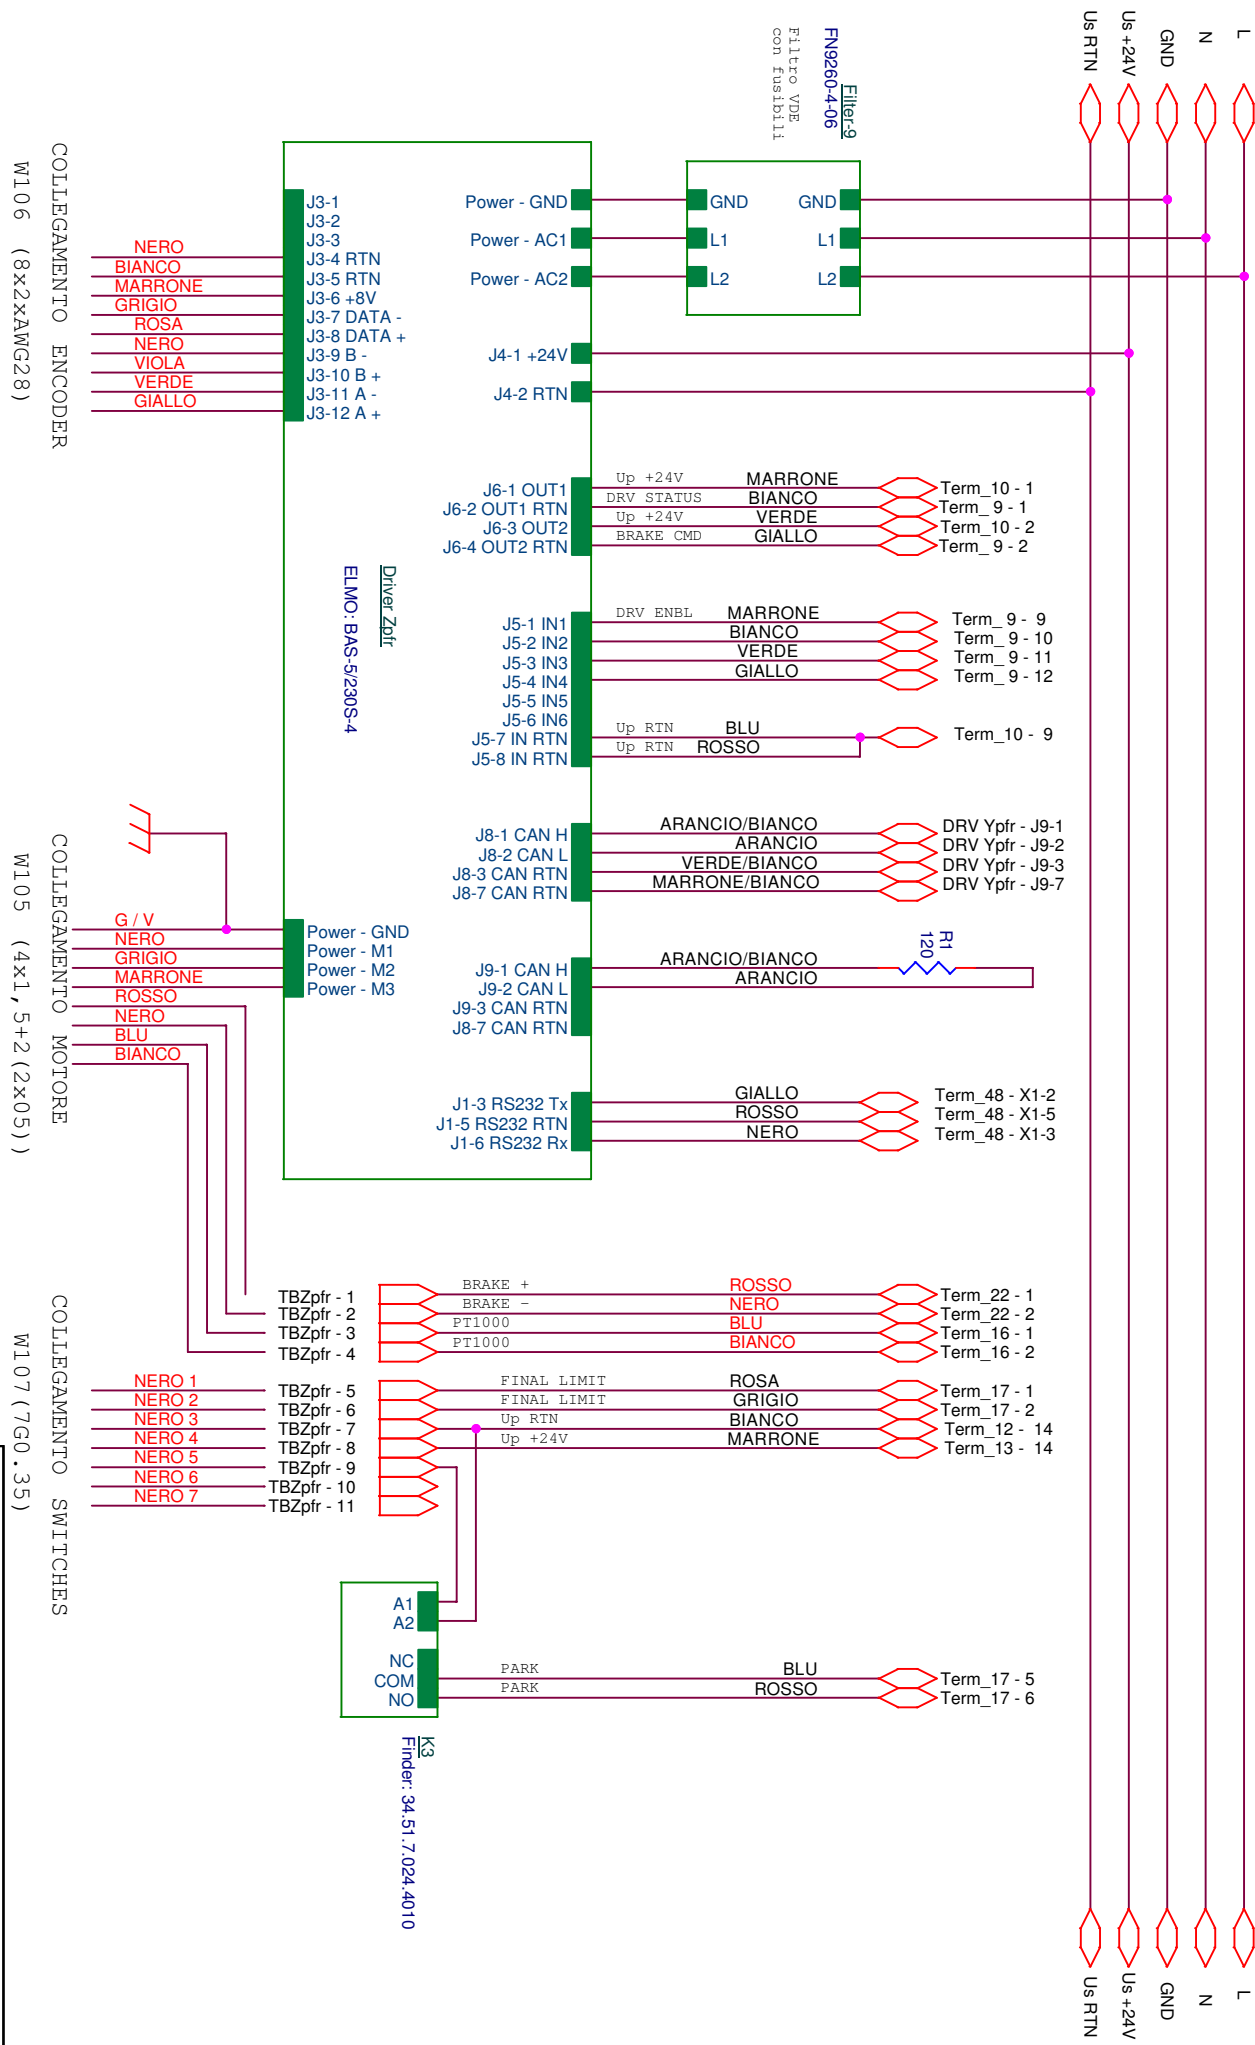 L
N
GND
Us +24V
Us RTN
Filter-9
FN9260-4-06
Filtro VDE
con fusibili
GND
L1
L2
GND
L1
L2
Power - GND
Power - AC1
Power - AC2
J4-1 +24V
J4-2 RTN
J3-1
J3-2
J3-3
J3-4 RTN
J3-5 RTN
J3-6 +8V
J3-7 DATA -
J3-8 DATA +
J3-9 B -
J3-10 B +
J3-11 A -
J3-12 A +
NERO
BIANCO
MARRONE
GRIGIO
ROSA
NERO
VIOLA
VERDE
GIALLO
COLLEGAMENTO ENCODER
W106 (8x2xAWG28)
J6-1 OUT1
J6-2 OUT1 RTN
J6-3 OUT2
J6-4 OUT2 RTN
Up +24V MARRONE Term_10 - 1
DRV STATUS BIANCO Term_ 9 - 1
Up +24V VERDE Term_10 - 2
BRAKE CMD GIALLO Term_ 9 - 2
Driver Zpfr
ELMO: BAS-5/230S-4
J5-1 IN1
J5-2 IN2
J5-3 IN3
J5-4 IN4
J5-5 IN5
J5-6 IN6
J5-7 IN RTN
J5-8 IN RTN
DRV ENBL MARRONE Term_ 9 - 9
BIANCO Term_ 9 - 10
VERDE Term_ 9 - 11
GIALLO Term_ 9 - 12
Up RTN BLU Term_10 - 9
Up RTN ROSSO
J8-1 CAN H
J8-2 CAN L
J8-3 CAN RTN
J8-7 CAN RTN
ARANCIO/BIANCO DRV Ypfr - J9-1
ARANCIO DRV Ypfr - J9-2
VERDE/BIANCO DRV Ypfr - J9-3
MARRONE/BIANCO DRV Ypfr - J9-7
Power - GND
Power - M1
Power - M2
Power - M3
G / V
NERO
GRIGIO
MARRONE
ROSSO
NERO
BLU
BIANCO
COLLEGAMENTO MOTORE
W105 (4x1,5+2(2x05))
J9-1 CAN H
J9-2 CAN L
J9-3 CAN RTN
J8-7 CAN RTN
ARANCIO/BIANCO
ARANCIO
R1
120
J1-3 RS232 Tx
J1-5 RS232 RTN
J1-6 RS232 Rx
GIALLO Term_48 - X1-2
ROSSO Term_48 - X1-5
NERO Term_48 - X1-3
TBZpfr - 1 BRAKE + ROSSO Term_22 - 1
TBZpfr - 2 BRAKE - NERO Term_22 - 2
TBZpfr - 3 PT1000 BLU Term_16 - 1
TBZpfr - 4 PT1000 BIANCO Term_16 - 2
NERO 1 TBZpfr - 5 FINAL LIMIT ROSA Term_17 - 1
NERO 2 TBZpfr - 6 FINAL LIMIT GRIGIO Term_17 - 2
NERO 3 TBZpfr - 7 Up RTN BIANCO Term_12 - 14
NERO 4 TBZpfr - 8 Up +24V MARRONE Term_13 - 14
NERO 5 TBZpfr - 9
NERO 6 TBZpfr - 10
NERO 7 TBZpfr - 11
COLLEGAMENTO SWITCHES
W107(7G0.35)
A1
A2
NC
COM
NO
PARK BLU Term_17 - 5
PARK ROSSO Term_17 - 6
K3
Finder: 34.51.7.024.4010
L
N
GND
Us +24V
Us RTN